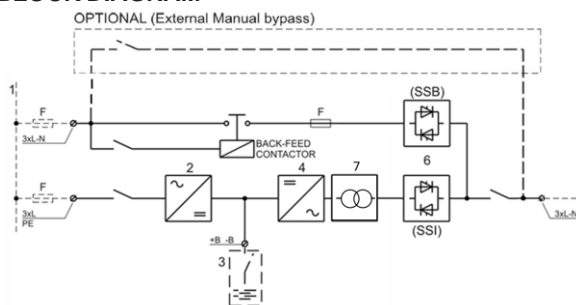 OPTIONAL (External Manual bypass)
1
F
F
(SSB)
3xL-N
BACK-FEED
CONTACTOR
6
F
2
4
7
3xL
PE
(SSI)
3xL-N
+B -B
3